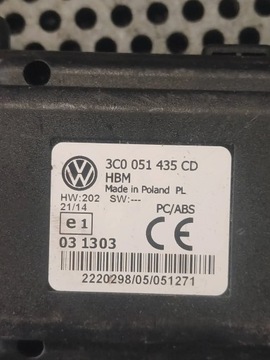 3C0 051 435 CD
HBM
Made in Poland PL
HW:202 SW:---
21/14
PC/ABS
e1
03 1303
CE
2220298/05/051271